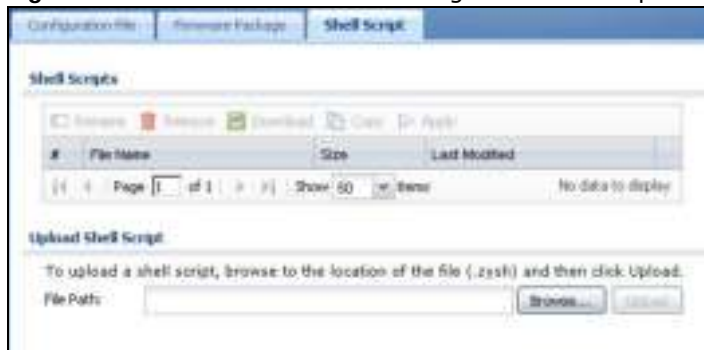 Configuration File Firmware Package Shell Script
Shell Scripts
Rename Remove Download Copy Apply
# File Name Size Last Modified
Page 1 of 1 Show 50 items No data to display
Upload Shell Script
To upload a shell script, browse to the location of the file (.zysh) and then click Upload.
File Path: Browse... Upload